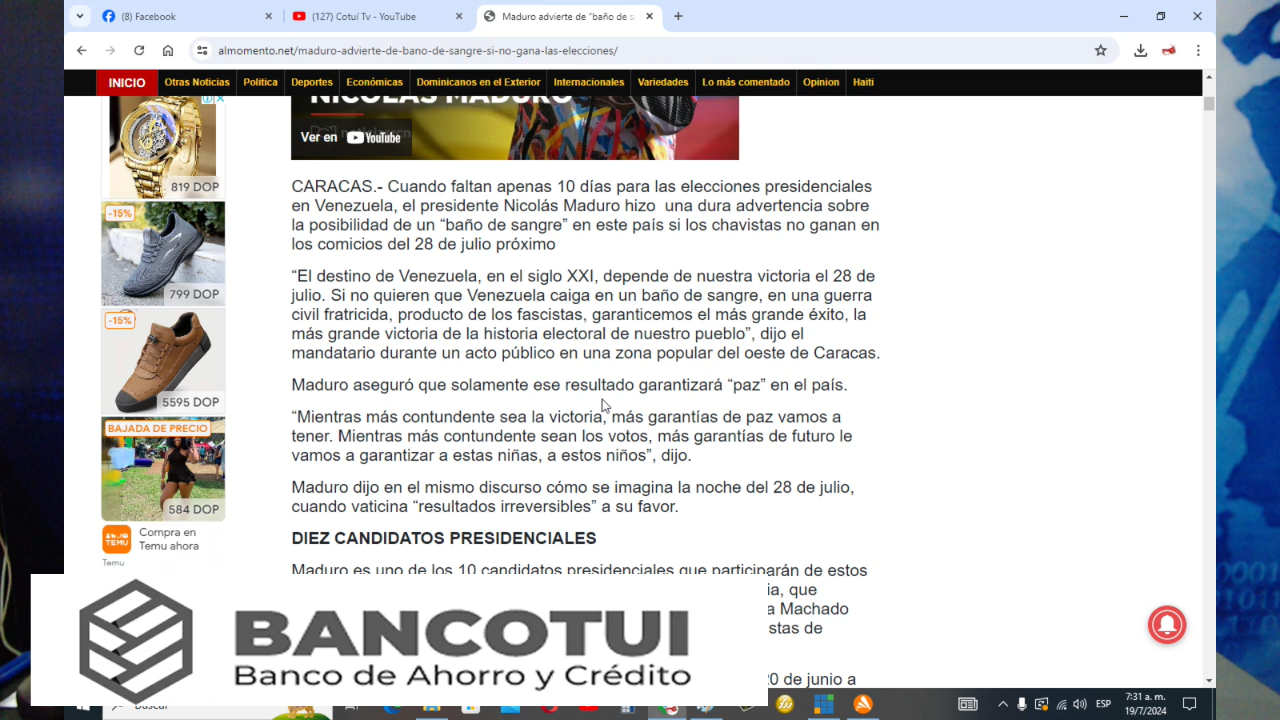 (8) Facebook
(127) Cotuí Tv - YouTube
Maduro advierte de "baño de s
almomento.net/maduro-advierte-de-bano-de-sangre-si-no-gana-las-elecciones/
INICIO
Otras Noticias
Politica
Deportes
Económicas
Dominicanos en el Exterior
Internacionales
Variedades
Lo más comentado
Opinion
Haiti
NICOLÁS MADURO
Ver en YouTube
819 DOP
-15%
799 DOP
-15%
5595 DOP
BAJADA DE PRECIO
584 DOP
TEMU
Compra en
Temu ahora
Temu
CARACAS.- Cuando faltan apenas 10 días para las elecciones presidenciales
en Venezuela, el presidente Nicolás Maduro hizo una dura advertencia sobre
la posibilidad de un “baño de sangre” en este país si los chavistas no ganan en
los comicios del 28 de julio próximo
“El destino de Venezuela, en el siglo XXI, depende de nuestra victoria el 28 de
julio. Si no quieren que Venezuela caiga en un baño de sangre, en una guerra
civil fratricida, producto de los fascistas, garanticemos el más grande éxito, la
más grande victoria de la historia electoral de nuestro pueblo”, dijo el
mandatario durante un acto público en una zona popular del oeste de Caracas.
Maduro aseguró que solamente ese resultado garantizará “paz” en el país.
“Mientras más contundente sea la victoria, más garantías de paz vamos a
tener. Mientras más contundente sean los votos, más garantías de futuro le
vamos a garantizar a estas niñas, a estos niños”, dijo.
Maduro dijo en el mismo discurso cómo se imagina la noche del 28 de julio,
cuando vaticina “resultados irreversibles” a su favor.
DIEZ CANDIDATOS PRESIDENCIALES
Maduro es uno de los 10 candidatos presidenciales que participarán de estos
ia, que
a Machado
stas de
20 de junio a
BANCOTUI
Banco de Ahorro y Crédito
Buscar
ESP
7:31 a. m.
19/7/2024